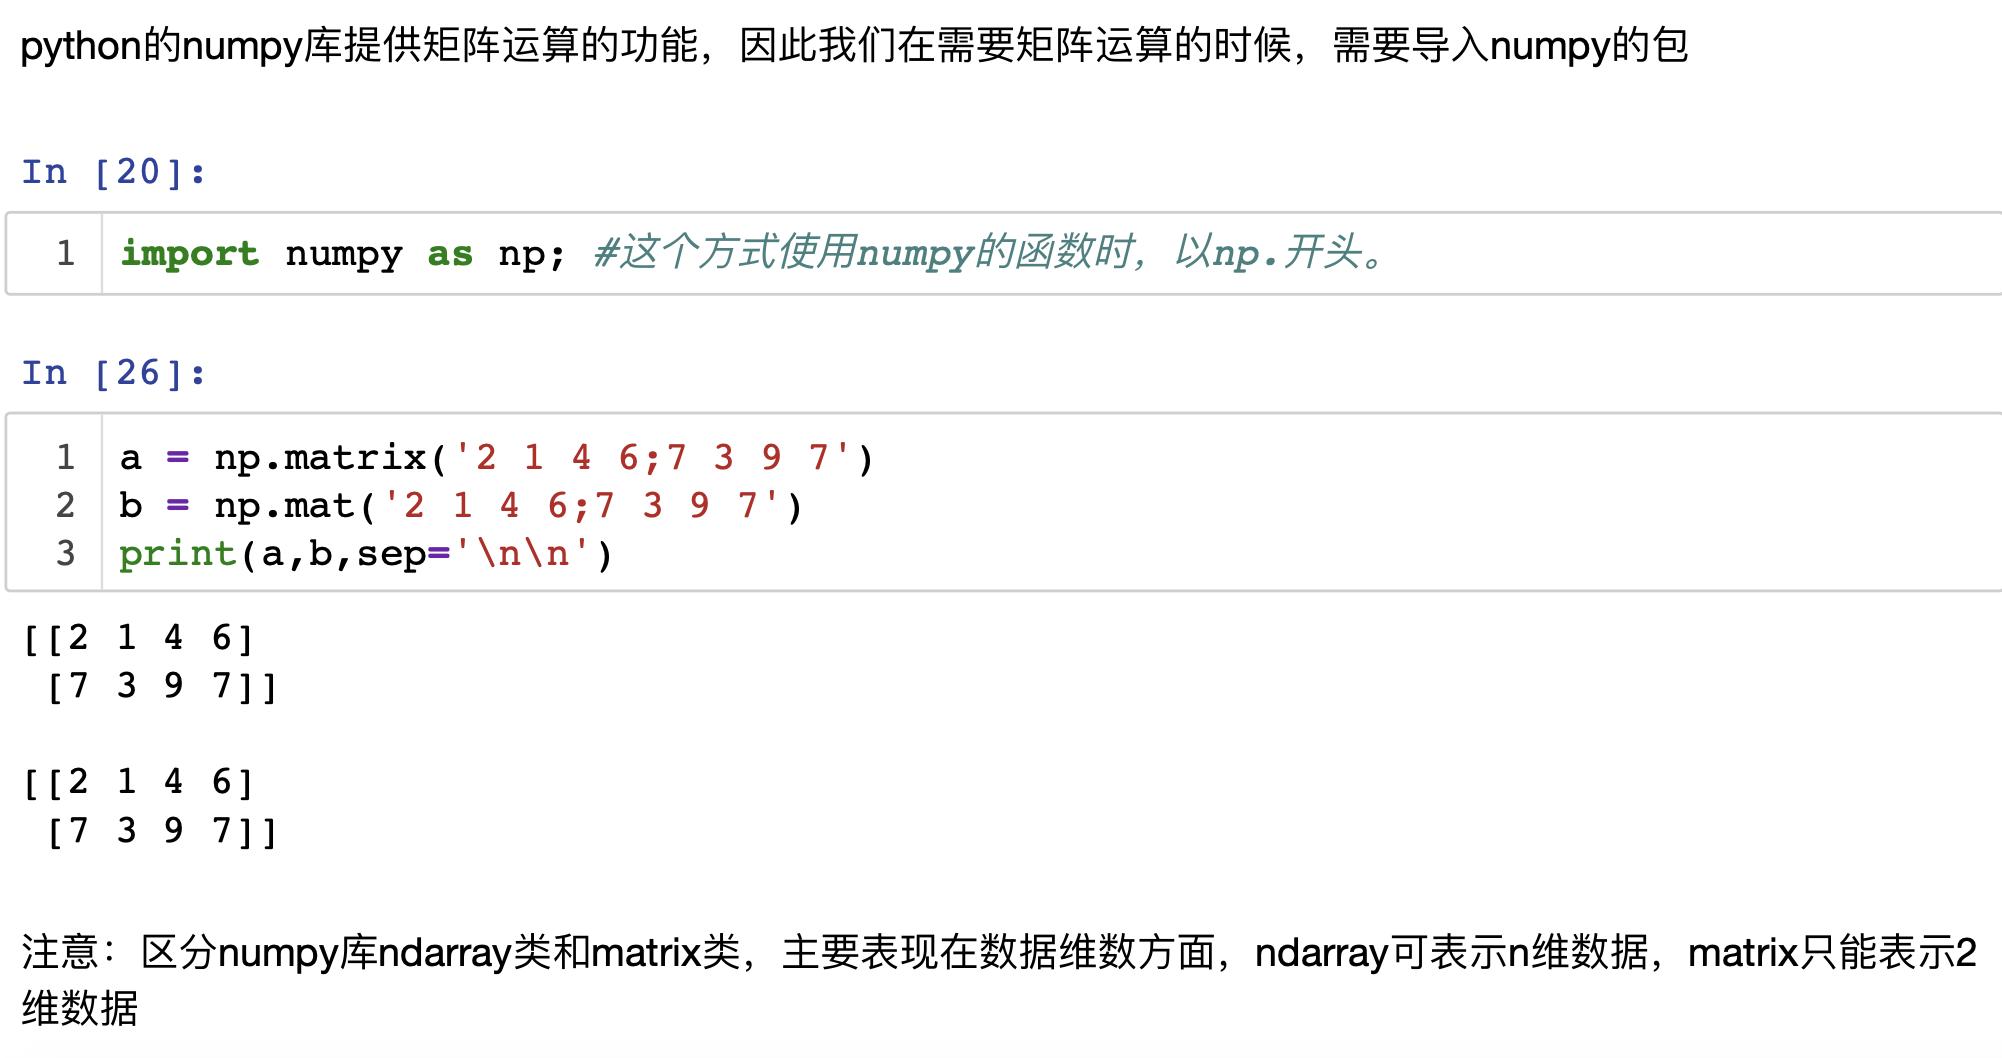 python的numpy库提供矩阵运算的功能，因此我们在需要矩阵运算的时候，需要导入numpy的包
In [20]:
1 import numpy as np; #这个方式使用numpy的函数时，以np.开头。
In [26]:
1 a = np.matrix('2 1 4 6;7 3 9 7')
2 b = np.mat('2 1 4 6;7 3 9 7')
3 print(a,b,sep='\n\n')
[[2 1 4 6]
 [7 3 9 7]]
[[2 1 4 6]
 [7 3 9 7]]
注意：区分numpy库ndarray类和matrix类，主要表现在数据维数方面，ndarray可表示n维数据，matrix只能表示2
维数据